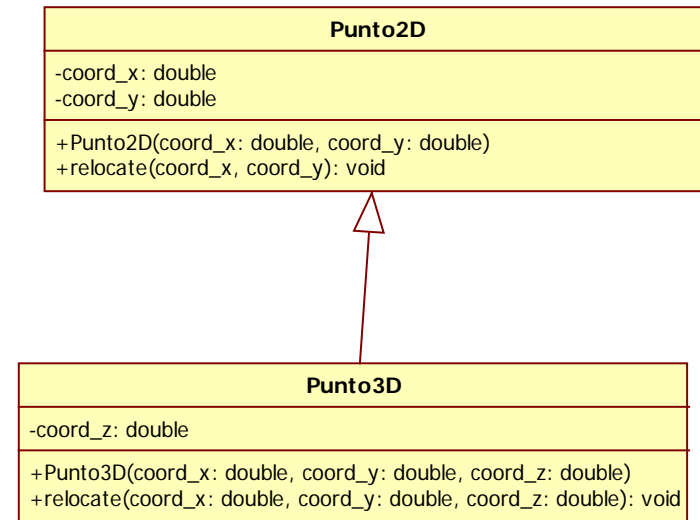 Punto2D
-coord_x: double
-coord_y: double
+Punto2D(coord_x: double, coord_y: double)
+relocate(coord_x, coord_y): void
Punto3D
-coord_z: double
+Punto3D(coord_x: double, coord_y: double, coord_z: double)
+relocate(coord_x: double, coord_y: double, coord_z: double): void